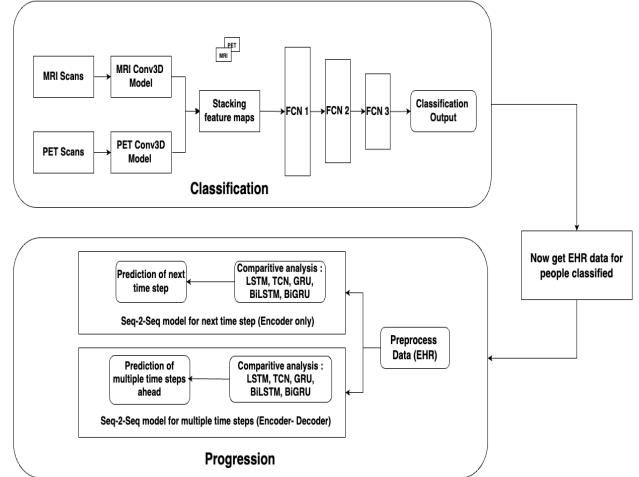 PET
MRI
MRI Scans
MRI Conv3D
Model
PET Scans
PET Conv3D
Model
Stacking
feature maps
FCN 1
FCN 2
FCN 3
Classification
Output
Classification
Now get EHR data for
people classified
Preprocess
Data (EHR)
Comparitive analysis :
LSTM, TCN, GRU,
BiLSTM, BiGRU
Prediction of next
time step
Seq-2-Seq model for next time step (Encoder only)
Comparitive analysis :
LSTM, TCN, GRU,
BiLSTM, BiGRU
Prediction of
multiple time steps
ahead
Seq-2-Seq model for multiple time steps (Encoder- Decoder)
Progression